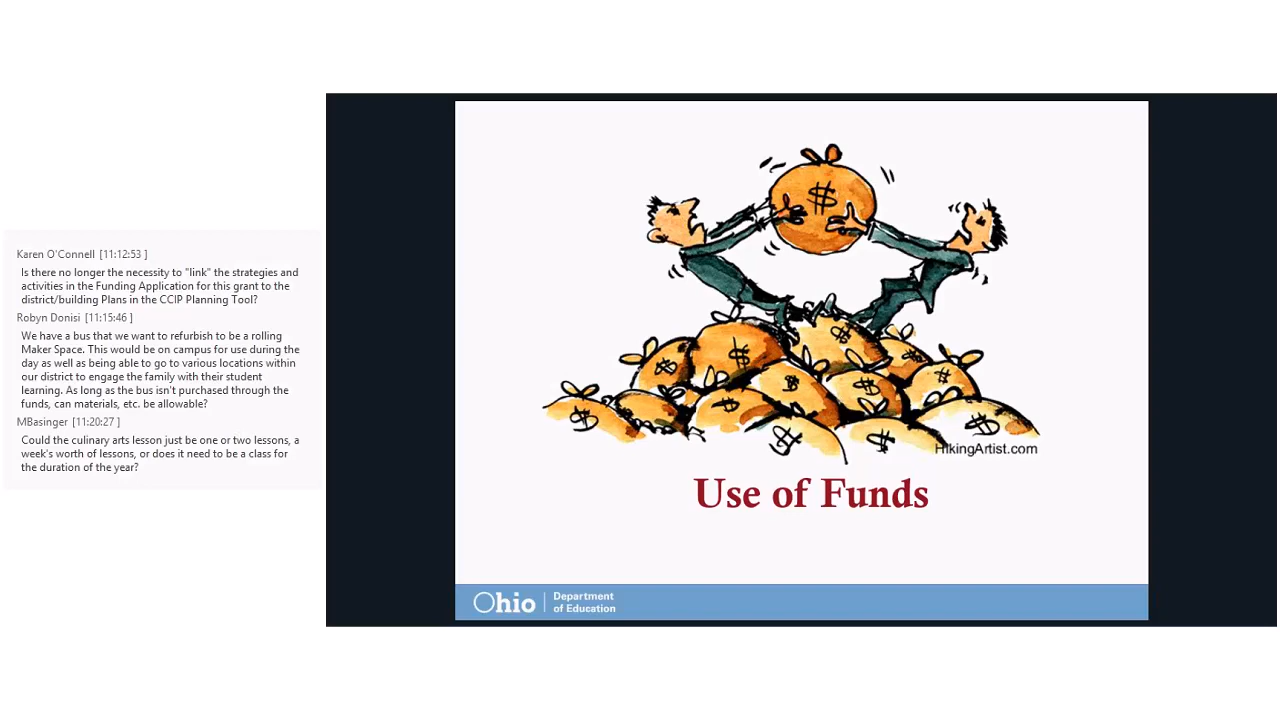 Karen O'Connell [11:12:53 ]
Is there no longer the necessity to "link" the strategies and
activities in the Funding Application for this grant to the
district/building Plans in the CCIP Planning Tool?
Robyn Donisi [11:15:46 ]
We have a bus that we want to refurbish to be a rolling
Maker Space. This would be on campus for use during the
day as well as being able to go to various locations within
our district to engage the family with their student
learning. As long as the bus isn't purchased through the
funds, can materials, etc. be allowable?
MBasinger [11:20:27 ]
Could the culinary arts lesson just be one or two lessons, a
week's worth of lessons, or does it need to be a class for
the duration of the year?
$
$
$
$
$
$
$
$
$
$
$
$
HikingArtist.com
Use of Funds
Ohio
Department
of Education